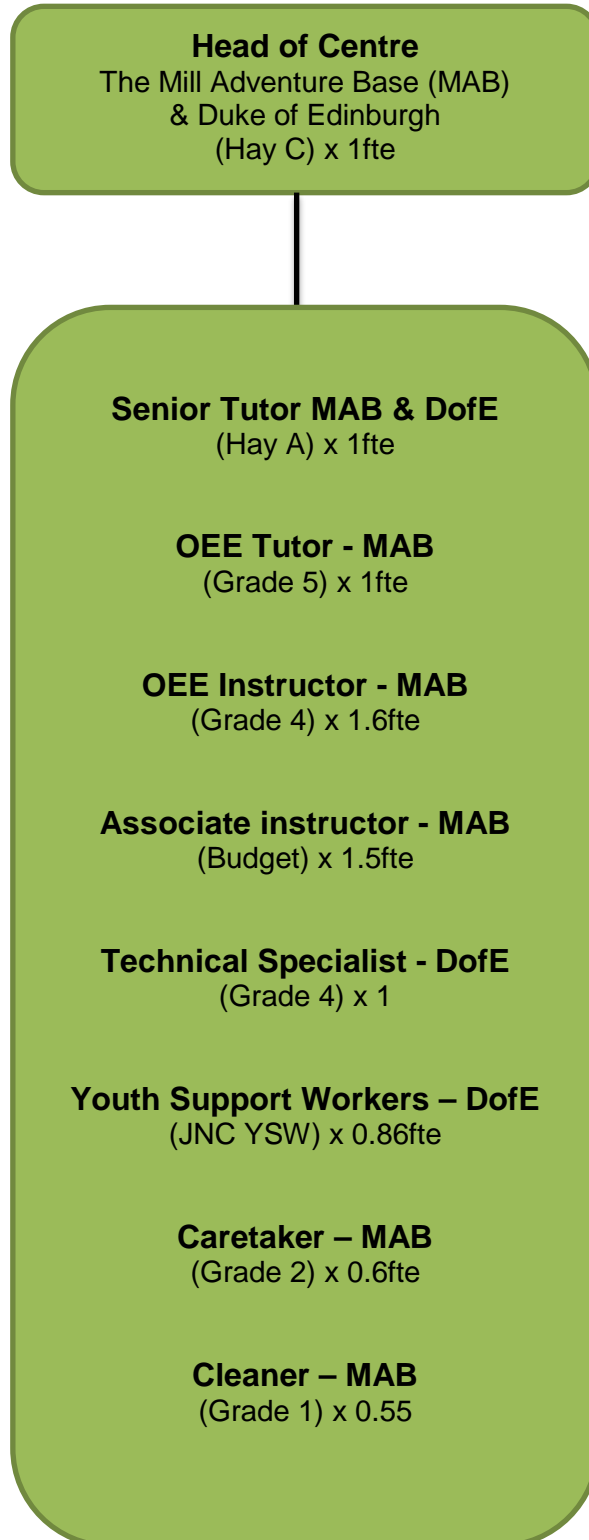 Head of Centre
The Mill Adventure Base (MAB)
& Duke of Edinburgh
(Hay C) x 1fte
Senior Tutor MAB & DofE
(Hay A) x 1fte
OEE Tutor - MAB
(Grade 5) x 1fte
OEE Instructor - MAB
(Grade 4) x 1.6fte
Associate instructor - MAB
(Budget) x 1.5fte
Technical Specialist - DofE
(Grade 4) x 1
Youth Support Workers – DofE
(JNC YSW) x 0.86fte
Caretaker – MAB
(Grade 2) x 0.6fte
Cleaner – MAB
(Grade 1) x 0.55